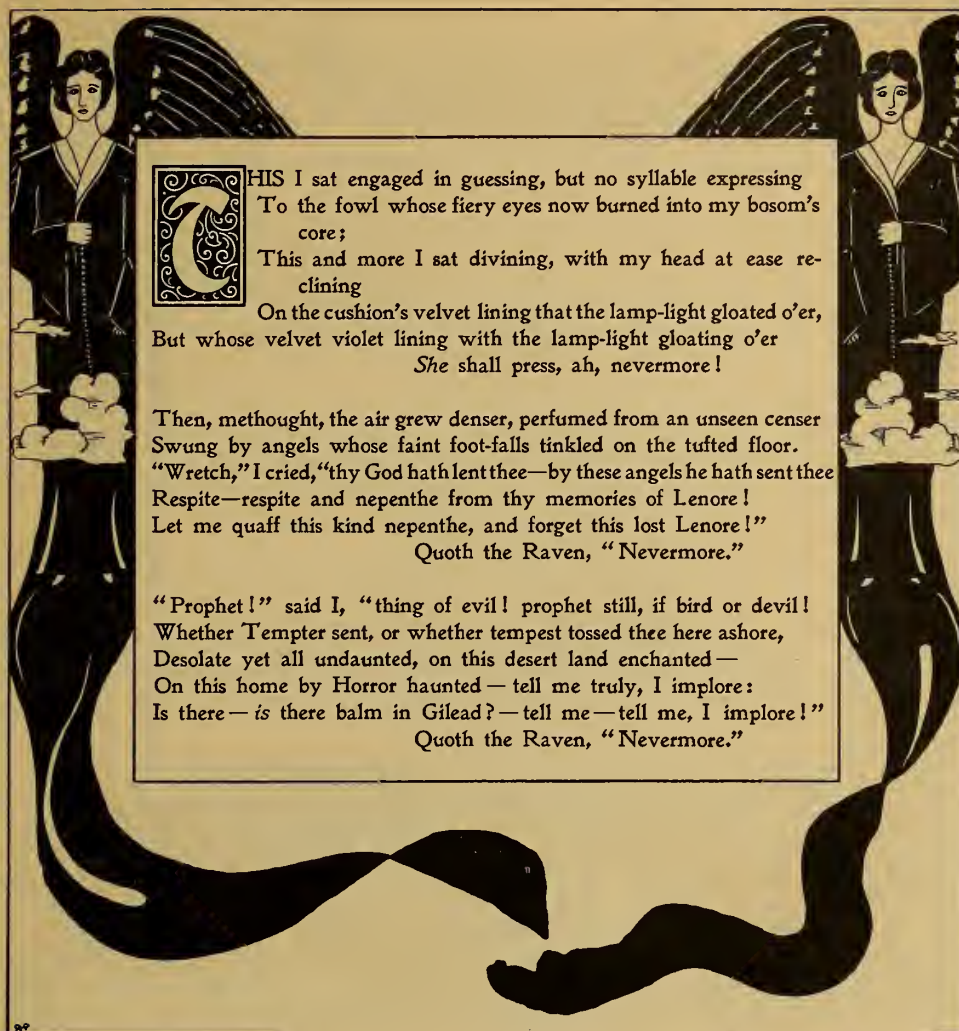 THIS I sat engaged in guessing, but no syllable expressing
To the fowl whose fiery eyes now burned into my bosom's
core;
This and more I sat divining, with my head at ease re-
clining
On the cushion's velvet lining that the lamp-light gloated o'er,
But whose velvet violet lining with the lamp-light gloating o'er
She shall press, ah, nevermore!
Then, methought, the air grew denser, perfumed from an unseen censer
Swung by angels whose faint foot-falls tinkled on the tufted floor.
"Wretch," I cried, "thy God hath lent thee—by these angels he hath sent thee
Respite—respite and nepenthe from thy memories of Lenore!
Let me quaff this kind nepenthe, and forget this lost Lenore!"
Quoth the Raven, "Nevermore."
"Prophet!" said I, "thing of evil! prophet still, if bird or devil!
Whether Tempter sent, or whether tempest tossed thee here ashore,
Desolate yet all undaunted, on this desert land enchanted—
On this home by Horror haunted—tell me truly, I implore:
Is there—is there balm in Gilead?—tell me—tell me, I implore!"
Quoth the Raven, "Nevermore."